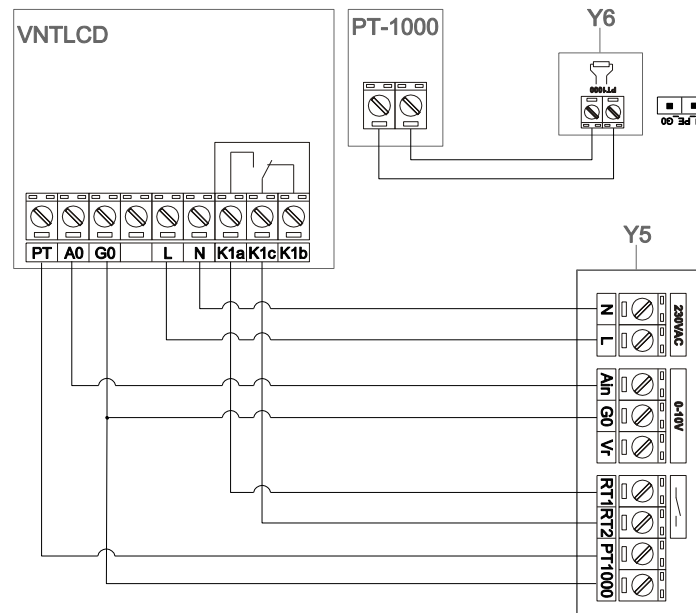 VNTLCD
PT-1000
Y6
PT1000
G0 PE
PT A0 G0 L N K1a K1c K1b
Y5
N
L
230VAC
Ain
G0
Vr
0-10V
RT1
RT2
PT1000